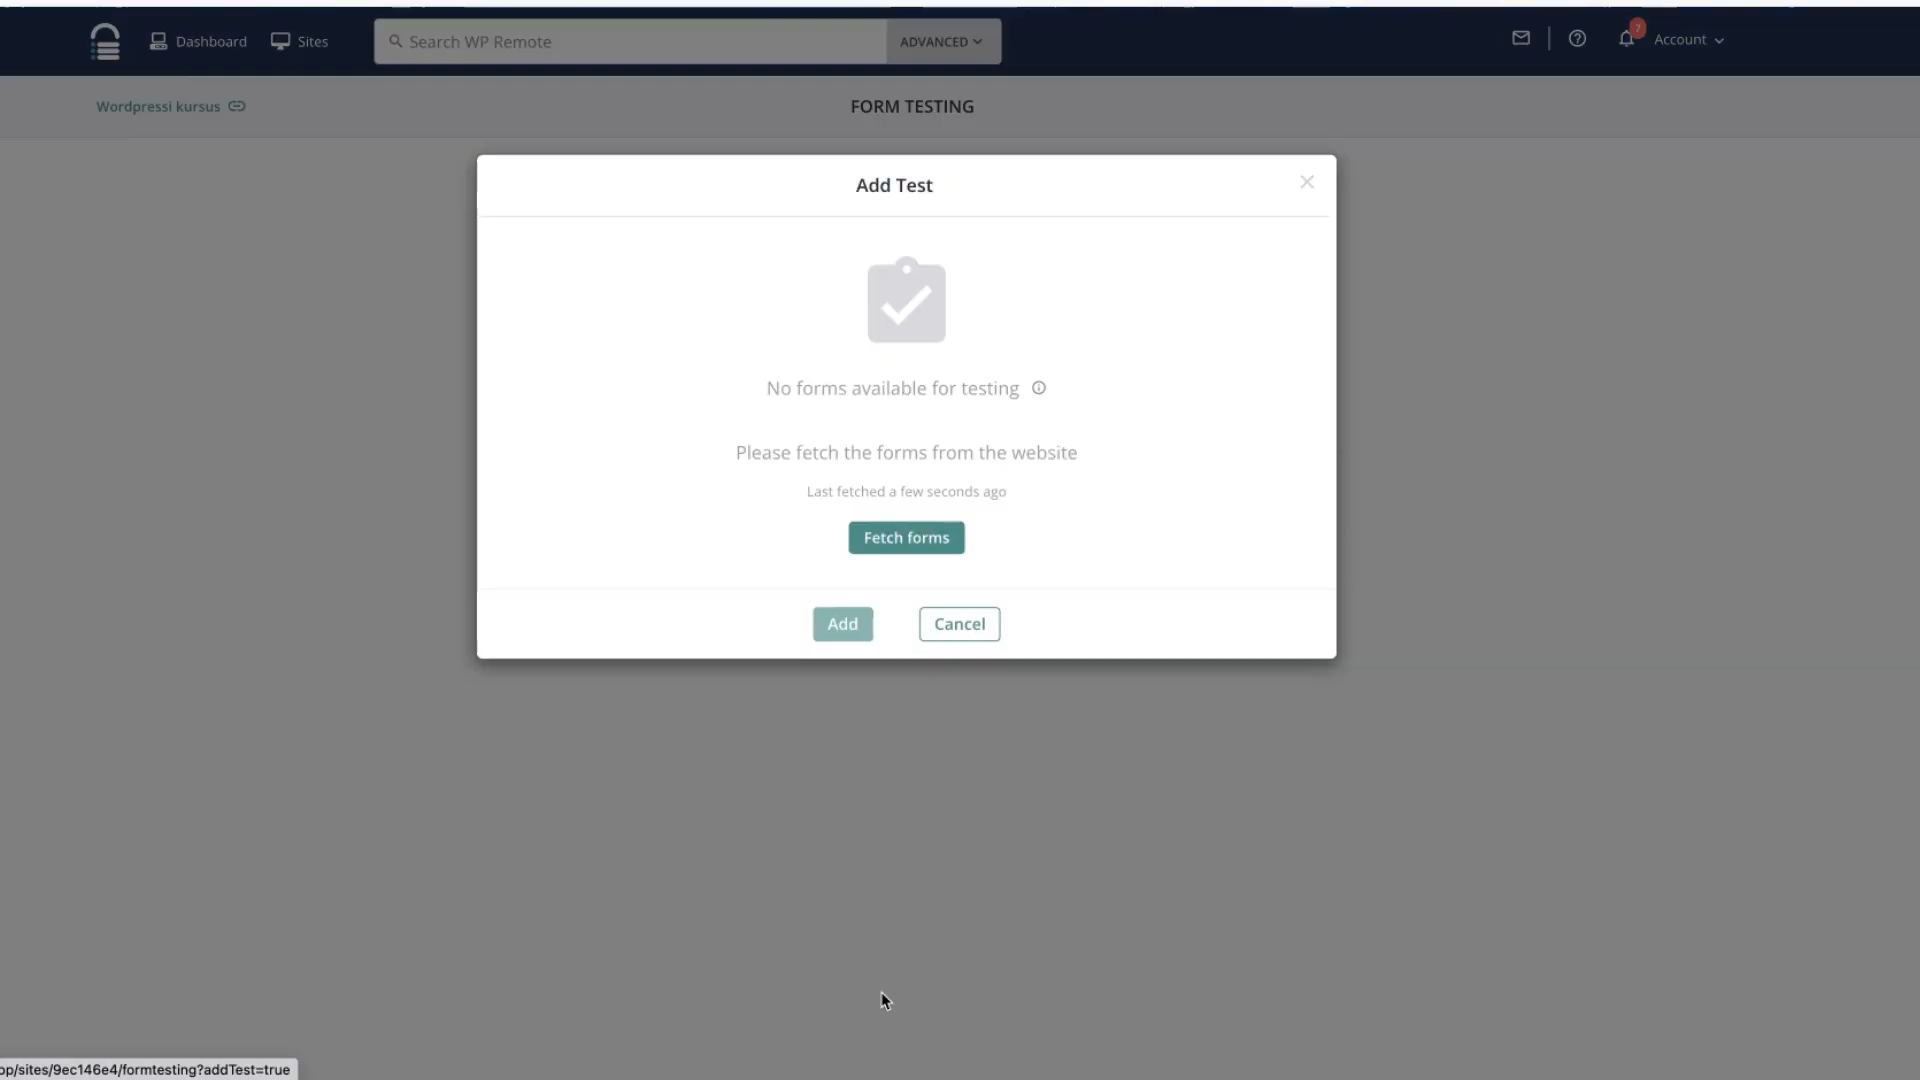 Dashboard
Sites
Search WP Remote
ADVANCED
7
Account
Wordpressi kursus
FORM TESTING
Add Test
No forms available for testing
Please fetch the forms from the website
Last fetched a few seconds ago
Fetch forms
Add
Cancel
pp/sites/9ec146e4/formtesting?addTest=true